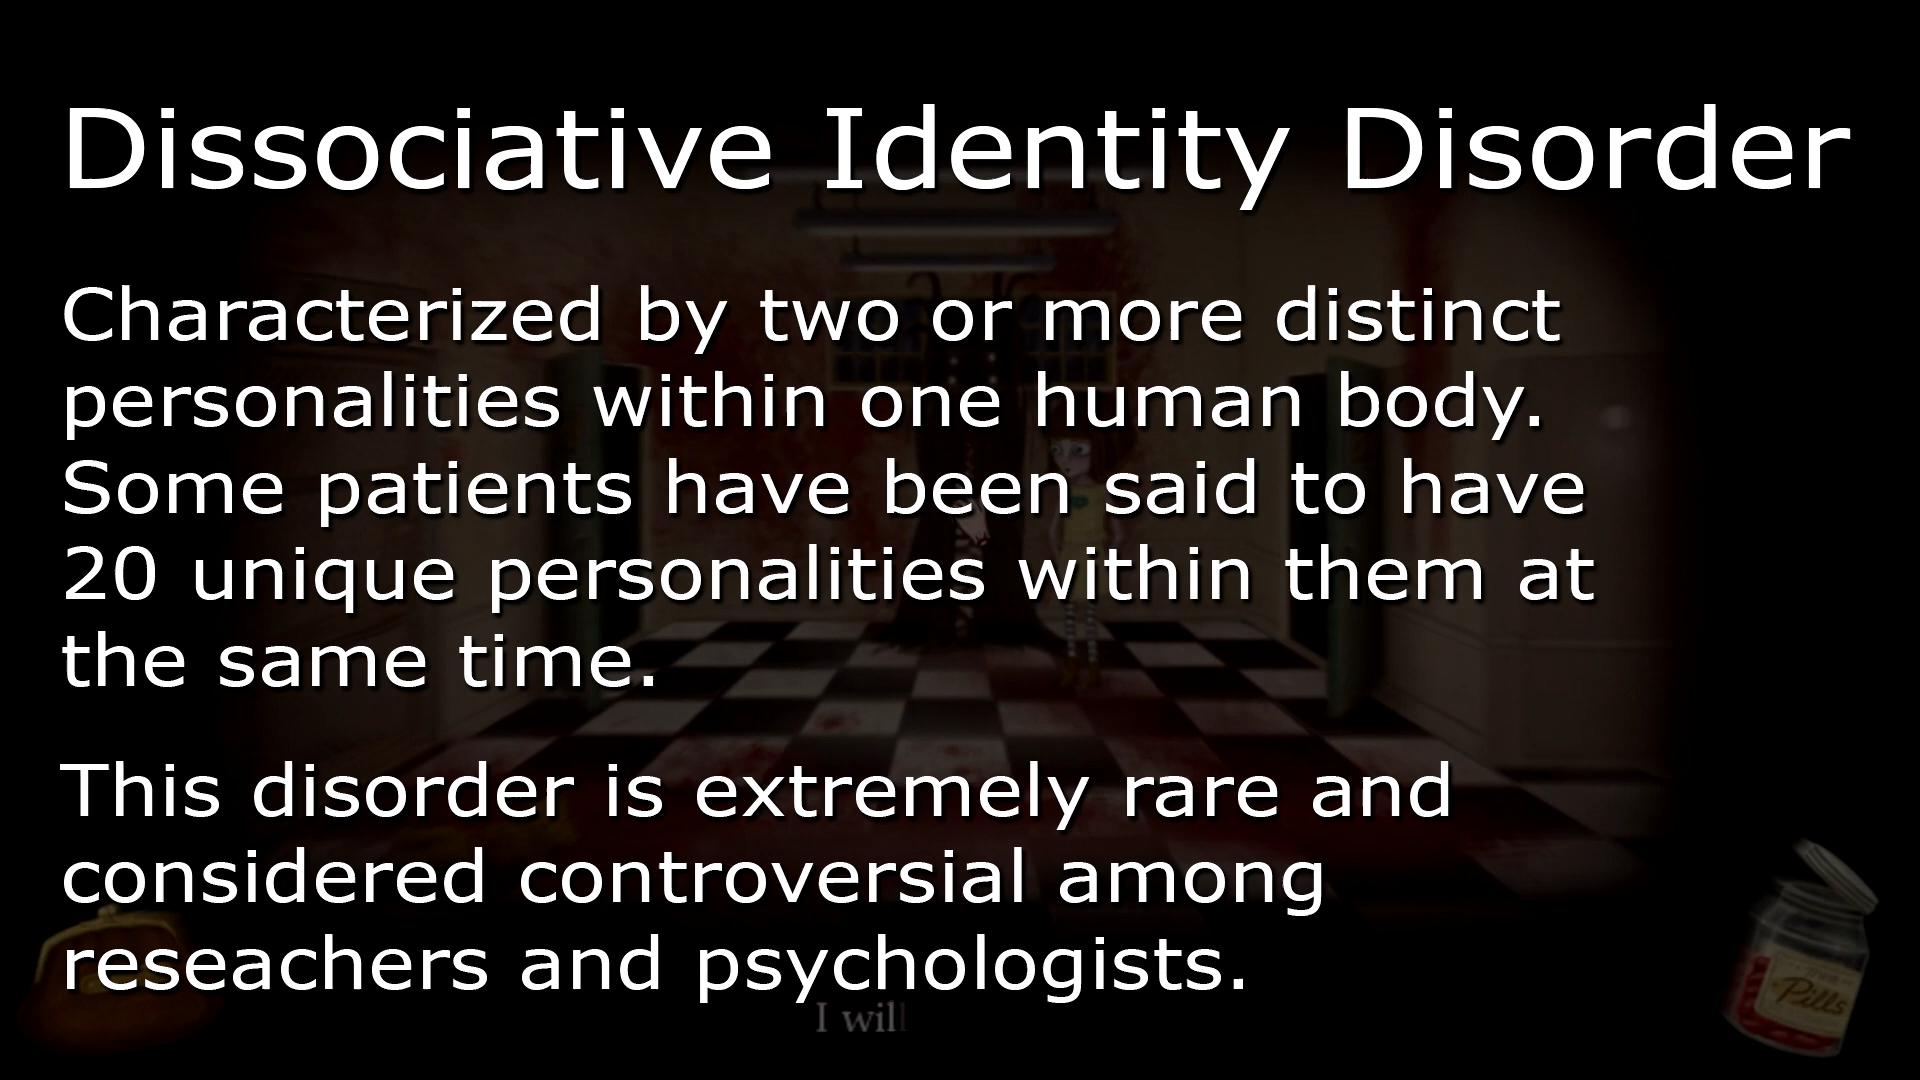 Dissociative Identity Disorder
Characterized by two or more distinct
personalities within one human body.
Some patients have been said to have
20 unique personalities within them at
the same time.
This disorder is extremely rare and
considered controversial among
reseachers and psychologists.
I will
Pills